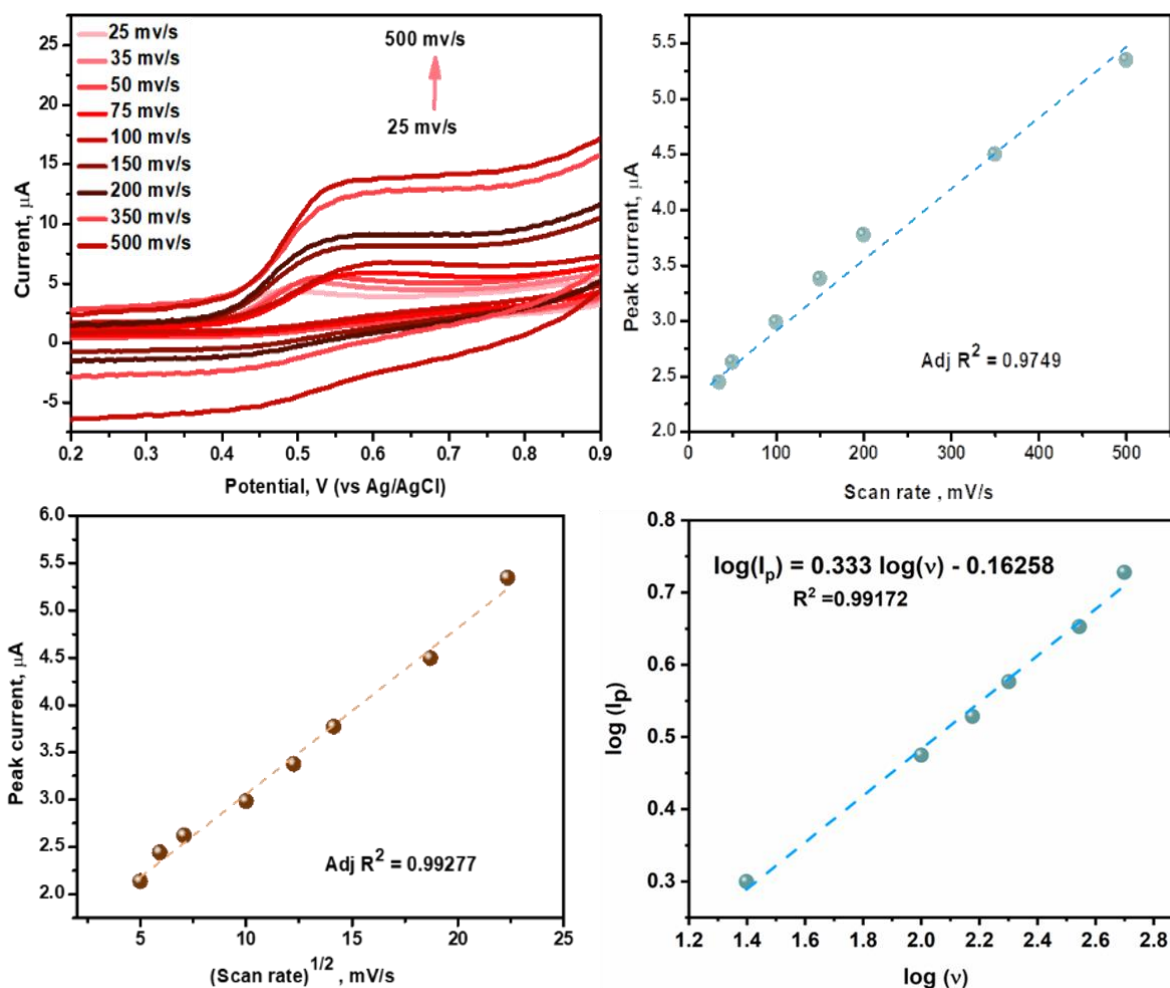 25 mv/s
35 mv/s
50 mv/s
75 mv/s
100 mv/s
150 mv/s
200 mv/s
350 mv/s
500 mv/s
500 mv/s
25 mv/s
25
20
15
10
5
0
-5
Current, µA
0.2 0.3 0.4 0.5 0.6 0.7 0.8 0.9
Potential, V (vs Ag/AgCl)
5.5
5.0
4.5
4.0
3.5
3.0
2.5
2.0
Peak current, µA
Adj R² = 0.9749
100 200 300 400 500
Scan rate , mV/s
6.0
5.5
5.0
4.5
4.0
3.5
3.0
2.5
2.0
Peak current, µA
Adj R² = 0.99277
5 10 15 20 25
(Scan rate)^1/2 , mV/s
0.8
0.7
0.6
0.5
0.4
0.3
log (Ip)
log(Ip) = 0.333 log(ν) - 0.16258
R² =0.99172
1.2 1.4 1.6 1.8 2.0 2.2 2.4 2.6 2.8
log (ν)